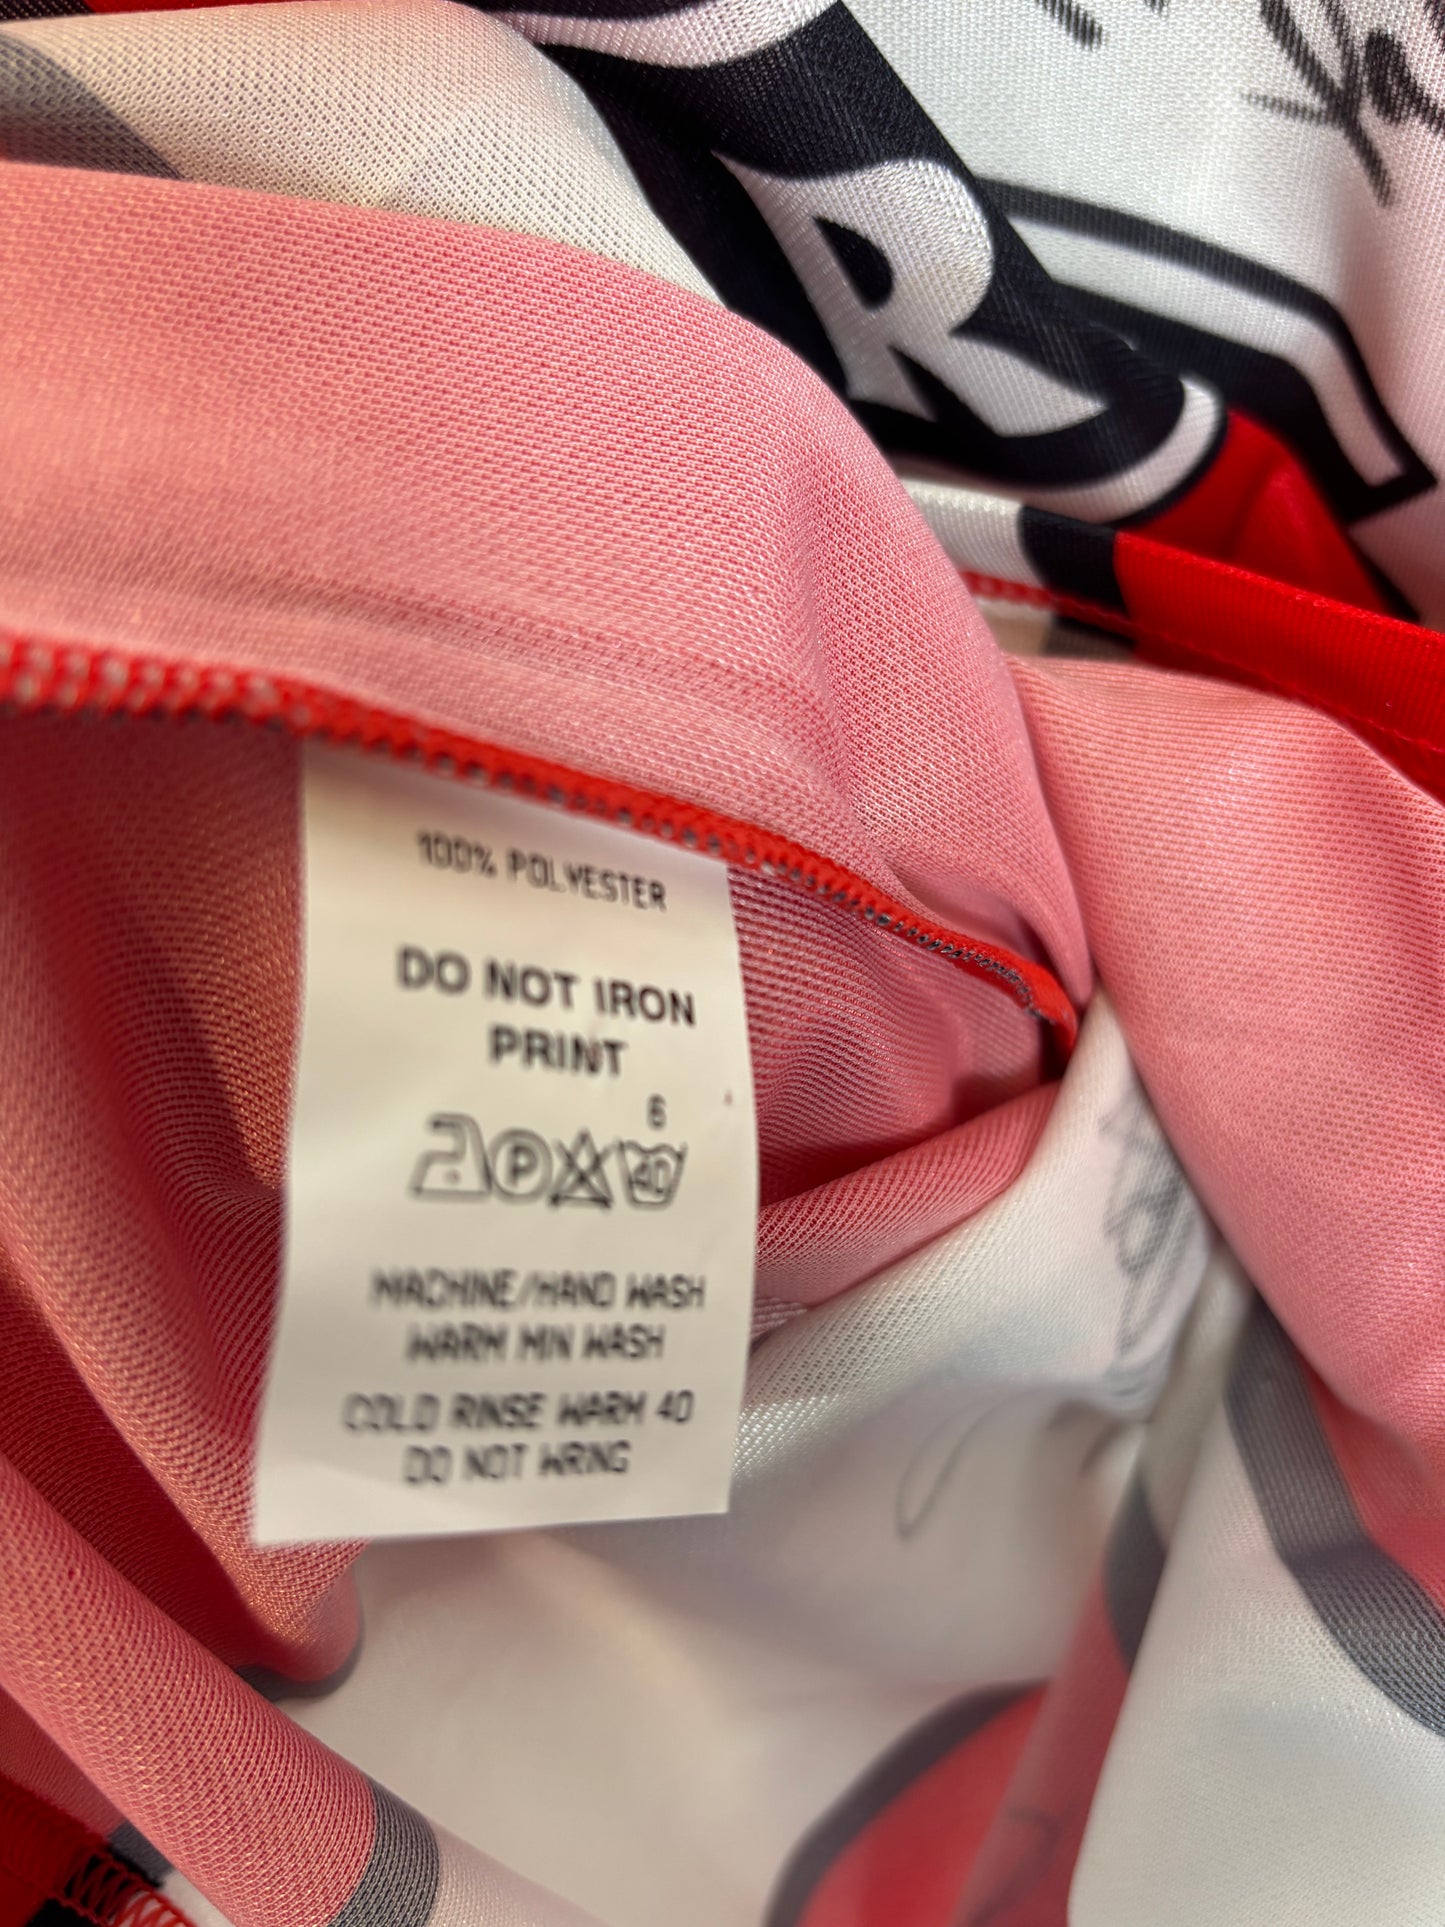 R
100% POLYESTER
DO NOT IRON
PRINT
6
P 40
MACHINE/HAND WASH
WARM MIN WASH
COLD RINSE WARM 40
DO NOT WRING